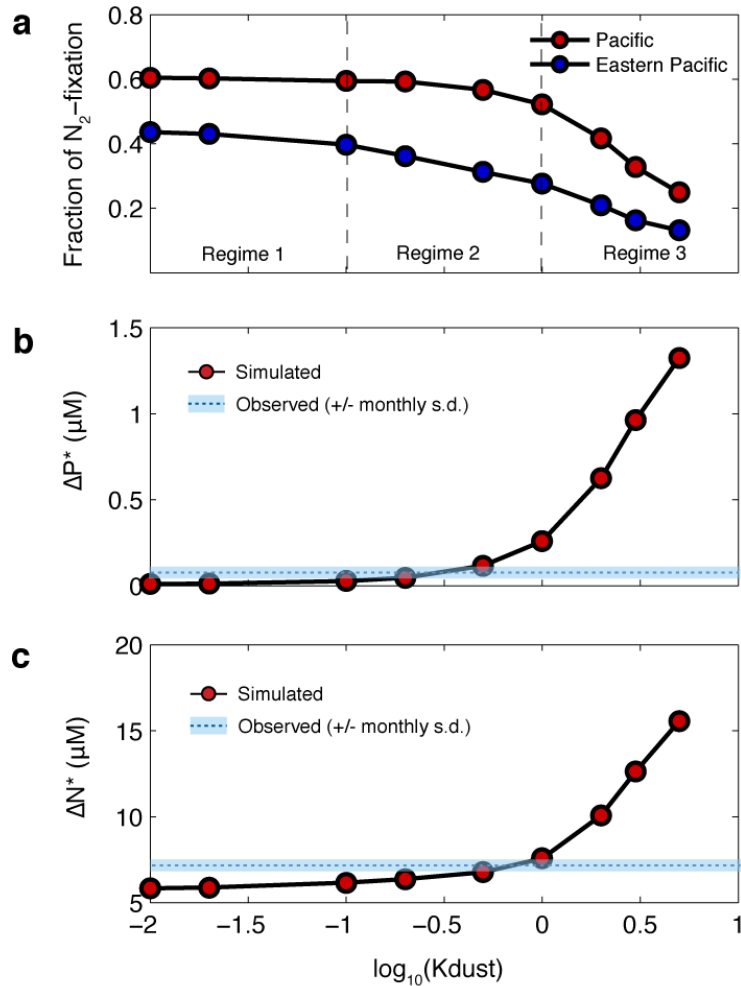 a
0.8
0.6
0.4
0.2
Fraction of N₂−fixation
Pacific
Eastern Pacific
Regime 1
Regime 2
Regime 3
b
1.5
1
0.5
0
ΔP* (μM)
Simulated
Observed (+/- monthly s.d.)
c
20
15
10
5
ΔN* (μM)
Simulated
Observed (+/- monthly s.d.)
−2 −1.5 −1 −0.5 0 0.5 1
log₁₀(Kdust)